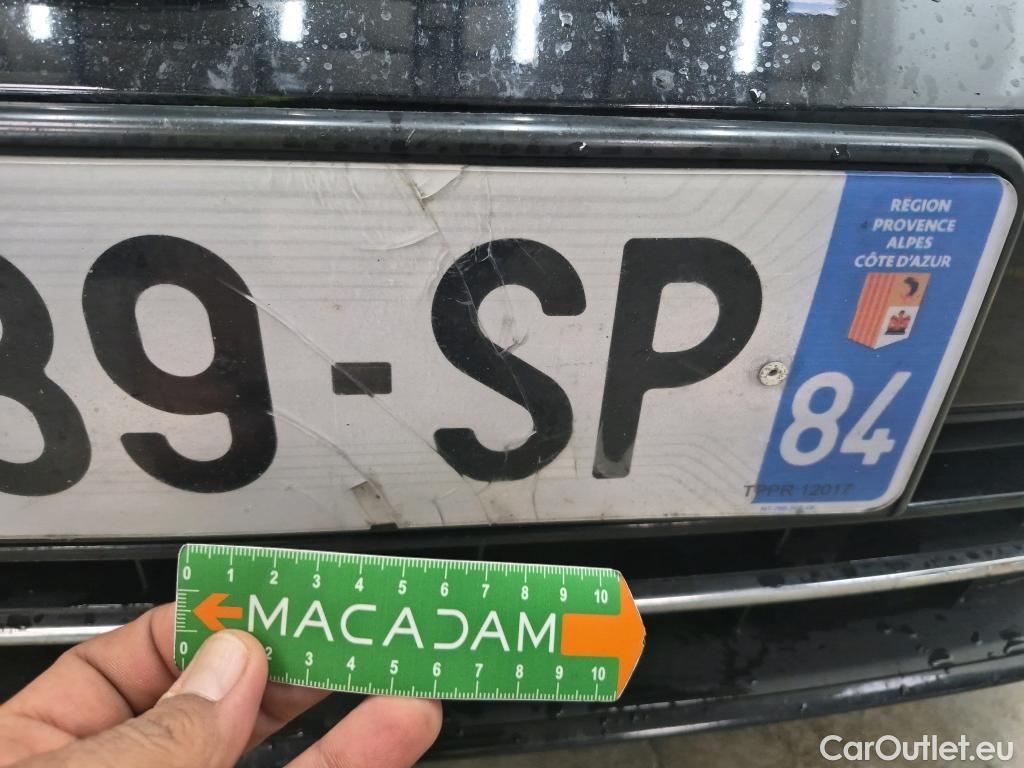 89-SP
REGION
PROVENCE
ALPES
CÔTE D'AZUR
84
TPPR 12017
0 1 2 3 4 5 6 7 8 9 10
MACADAM
0 2 3 4 5 6 7 8 9 10
CarOutlet.eu